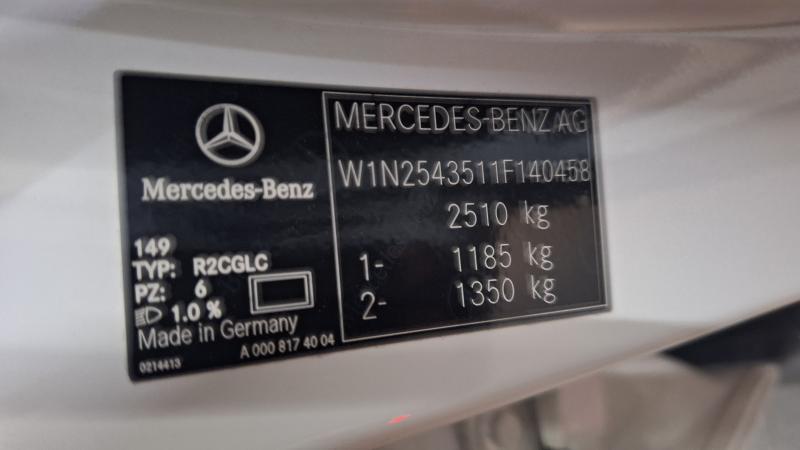 Mercedes-Benz
149
TYP: R2CGLC
PZ: 6
1.0 %
Made in Germany
A 000 817 40 04
0214413
MERCEDES-BENZ AG
W1N2543511F140458
2510 kg
1- 1185 kg
2- 1350 kg